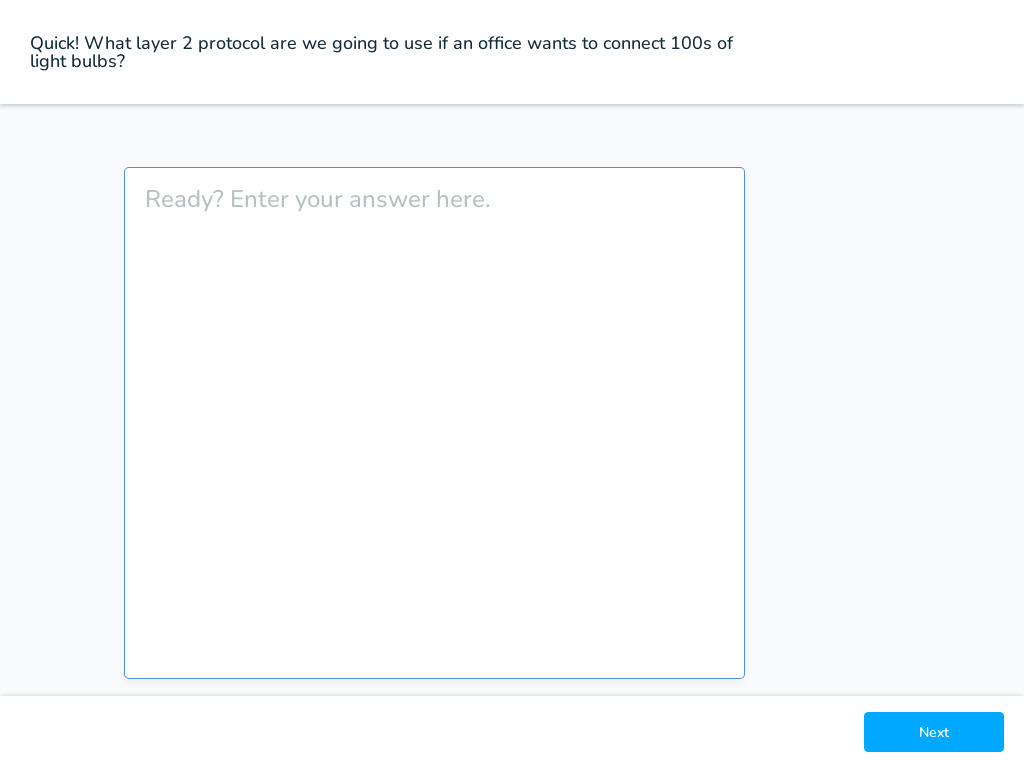 Quick! What layer 2 protocol are we going to use if an office wants to connect 100s of
light bulbs?
Ready? Enter your answer here.
Next